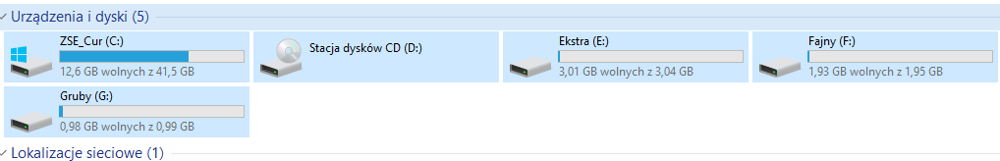 Urządzenia i dyski (5)
ZSE_Cur (C:)
12,6 GB wolnych z 41,5 GB
Stacja dysków CD (D:)
Ekstra (E:)
3,01 GB wolnych z 3,04 GB
Fajny (F:)
1,93 GB wolnych z 1,95 GB
Gruby (G:)
0,98 GB wolnych z 0,99 GB
Lokalizacje sieciowe (1)